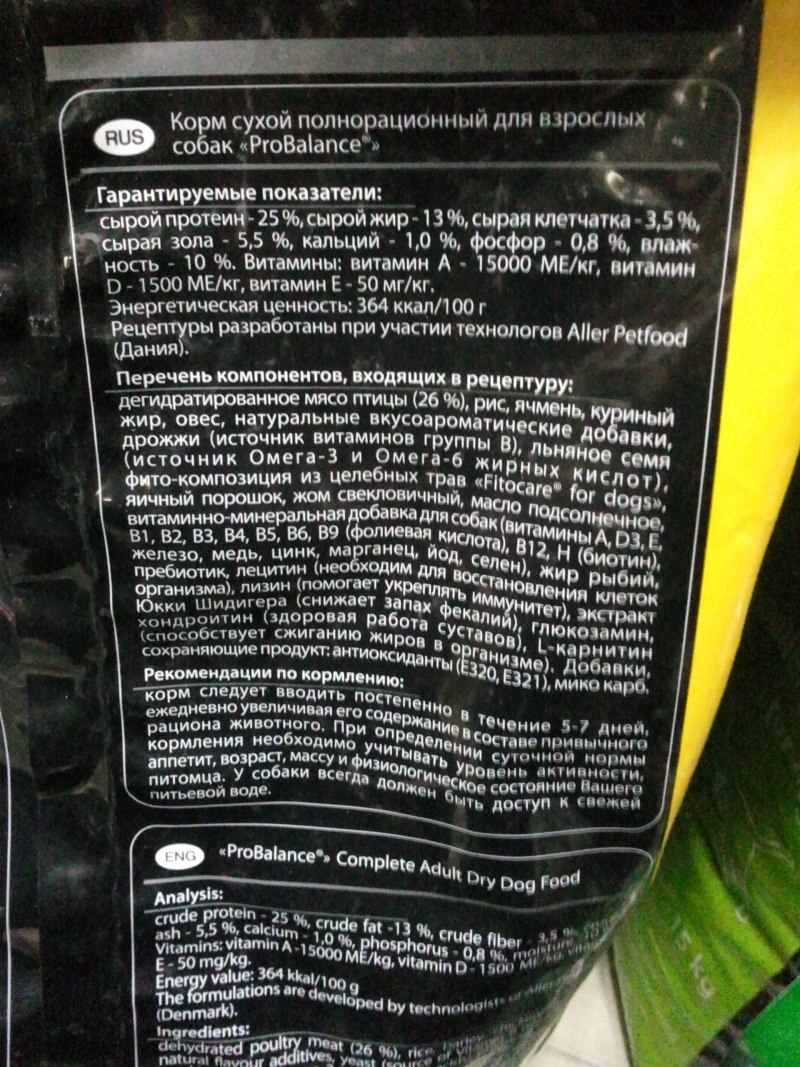 RUS
Корм сухой полнорационный для взрослых
собак «ProBalance®»
Гарантируемые показатели:
сырой протеин - 25 %, сырой жир - 13 %, сырая клетчатка - 3,5 %,
сырая зола - 5,5 %, кальций - 1,0 %, фосфор - 0,8 %, влаж-
ность - 10 %. Витамины: витамин А - 15000 МЕ/кг, витамин
D - 1500 МЕ/кг, витамин Е - 50 мг/кг.
Энергетическая ценность: 364 ккал/100 г
Рецептуры разработаны при участии технологов Aller Petfood
(Дания).
Перечень компонентов, входящих в рецептуру:
дегидратированное мясо птицы (26 %), рис, ячмень, куриный
жир, овес, натуральные вкусоароматические добавки,
дрожжи (источник витаминов группы В), льняное семя
(источник Омега-3 и Омега-6 жирных кислот),
фито-композиция из целебных трав «Fitocare® for dogs»,
яичный порошок, жом свекловичный, масло подсолнечное,
витаминно-минеральная добавка для собак (витамины А, D3, Е,
В1, В2, В3, В4, В5, В6, В9 (фолиевая кислота), В12, Н (биотин),
железо, медь, цинк, марганец, йод, селен), жир рыбий,
пребиотик, лецитин (необходим для восстановления клеток
организма), лизин (помогает укреплять иммунитет), экстракт
Юкки Шидигера (снижает запах фекалий), глюкозамин,
хондроитин (здоровая работа суставов), L-карнитин
(способствует сжиганию жиров в организме). Добавки,
сохраняющие продукт: антиоксиданты (Е320, Е321), мико карб.
Рекомендации по кормлению:
корм следует вводить постепенно в течение 5-7 дней,
ежедневно увеличивая его содержание в составе привычного
рациона животного. При определении суточной нормы
кормления необходимо учитывать уровень активности,
аппетит, возраст, массу и физиологическое состояние Вашего
питомца. У собаки всегда должен быть доступ к свежей
питьевой воде.
ENG
«ProBalance®» Complete Adult Dry Dog Food
Analysis:
crude protein - 25 %, crude fat -13 %, crude fiber - 3,5 %,
ash - 5,5 %, calcium - 1,0 %, phosphorus - 0,8 %, moisture
Vitamins: vitamin A -15000 ME/kg, vitamin D - 1500 ME/kg,
E - 50 mg/kg.
Energy value: 364 kkal/100 g
The formulations are developed by technologists of Aller
(Denmark).
Ingredients:
dehydrated poultry meat (26 %), rice, barley,
natural flavour additives, yeast (source of
15 kg